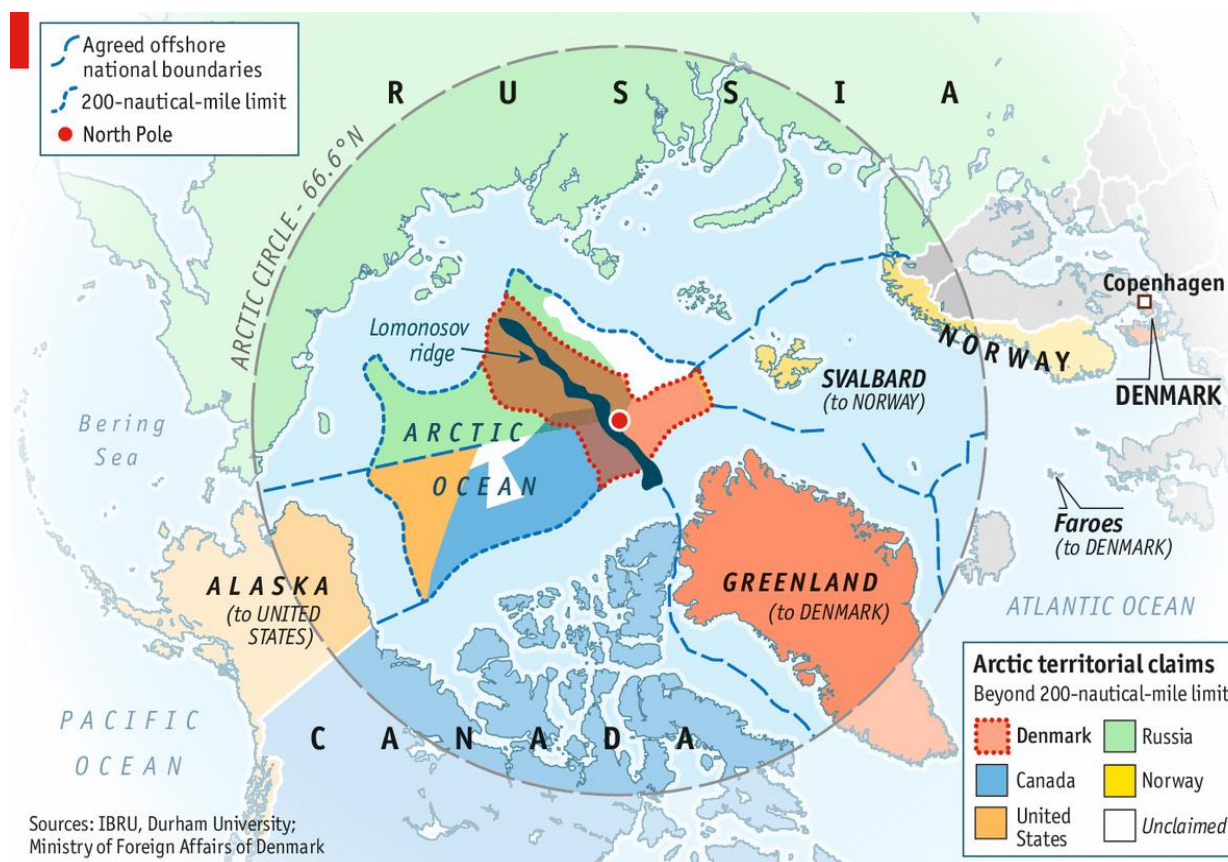 Agreed offshore
national boundaries
200-nautical-mile limit
North Pole
RUSSIA
ARCTIC CIRCLE - 66.6°N
Lomonosov
ridge
Copenhagen
NORWAY
DENMARK
SVALBARD
(to NORWAY)
Bering
Sea
ARCTIC
OCEAN
Faroes
(to DENMARK)
ALASKA
(to UNITED
STATES)
GREENLAND
(to DENMARK)
ATLANTIC OCEAN
PACIFIC
OCEAN
CANADA
Arctic territorial claims
Beyond 200-nautical-mile limit
Denmark
Russia
Canada
Norway
United
States
Unclaimed
Sources: IBRU, Durham University;
Ministry of Foreign Affairs of Denmark